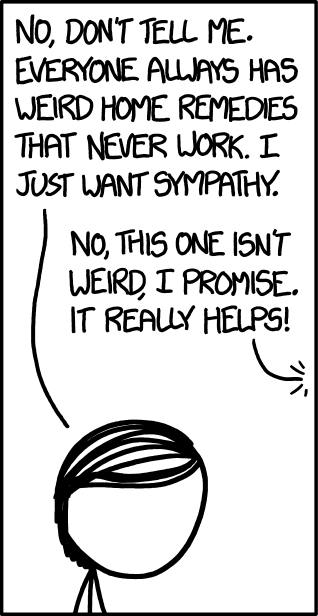 NO, DON'T TELL ME.
EVERYONE ALWAYS HAS
WEIRD HOME REMEDIES
THAT NEVER WORK. I
JUST WANT SYMPATHY.
NO, THIS ONE ISN'T
WEIRD, I PROMISE.
IT REALLY HELPS!